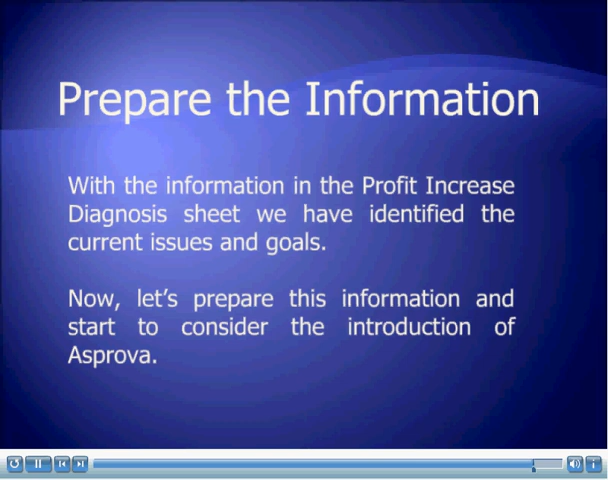 Prepare the Information
With the information in the Profit Increase
Diagnosis sheet we have identified the
current issues and goals.
Now, let's prepare this information and
start to consider the introduction of
Asprova.